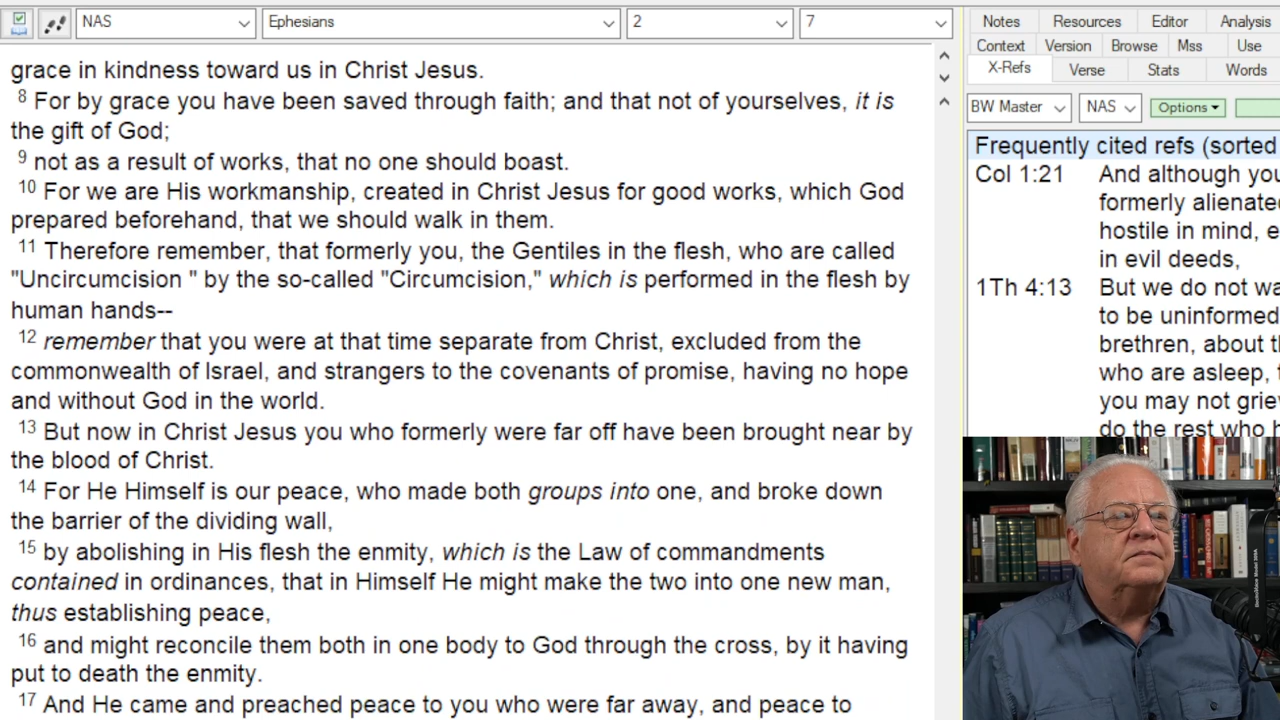 NAS Ephesians 2 7
grace in kindness toward us in Christ Jesus.
8 For by grace you have been saved through faith; and that not of yourselves, it is
the gift of God;
9 not as a result of works, that no one should boast.
10 For we are His workmanship, created in Christ Jesus for good works, which God
prepared beforehand, that we should walk in them.
11 Therefore remember, that formerly you, the Gentiles in the flesh, who are called
"Uncircumcision " by the so-called "Circumcision," which is performed in the flesh by
human hands--
12 remember that you were at that time separate from Christ, excluded from the
commonwealth of Israel, and strangers to the covenants of promise, having no hope
and without God in the world.
13 But now in Christ Jesus you who formerly were far off have been brought near by
the blood of Christ.
14 For He Himself is our peace, who made both groups into one, and broke down
the barrier of the dividing wall,
15 by abolishing in His flesh the enmity, which is the Law of commandments
contained in ordinances, that in Himself He might make the two into one new man,
thus establishing peace,
16 and might reconcile them both in one body to God through the cross, by it having
put to death the enmity.
17 And He came and preached peace to you who were far away, and peace to
Notes Resources Editor Analysis
Context Version Browse Mss Use
X-Refs Verse Stats Words
BW Master NAS Options
Frequently cited refs (sorted
Col 1:21 And although you
formerly alienated
hostile in mind, e
in evil deeds,
1Th 4:13 But we do not wa
to be uninformed
brethren, about th
who are asleep, t
you may not griev
do the rest who h